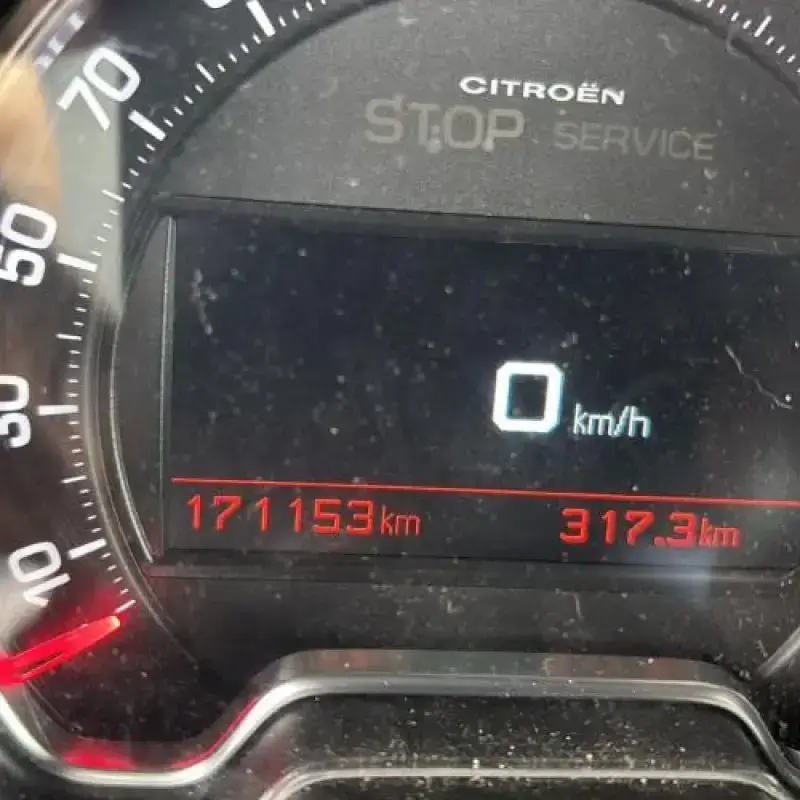 70
CITROËN
STOP SERVICE
50
0 km/h
30
171153km 317.3km
10